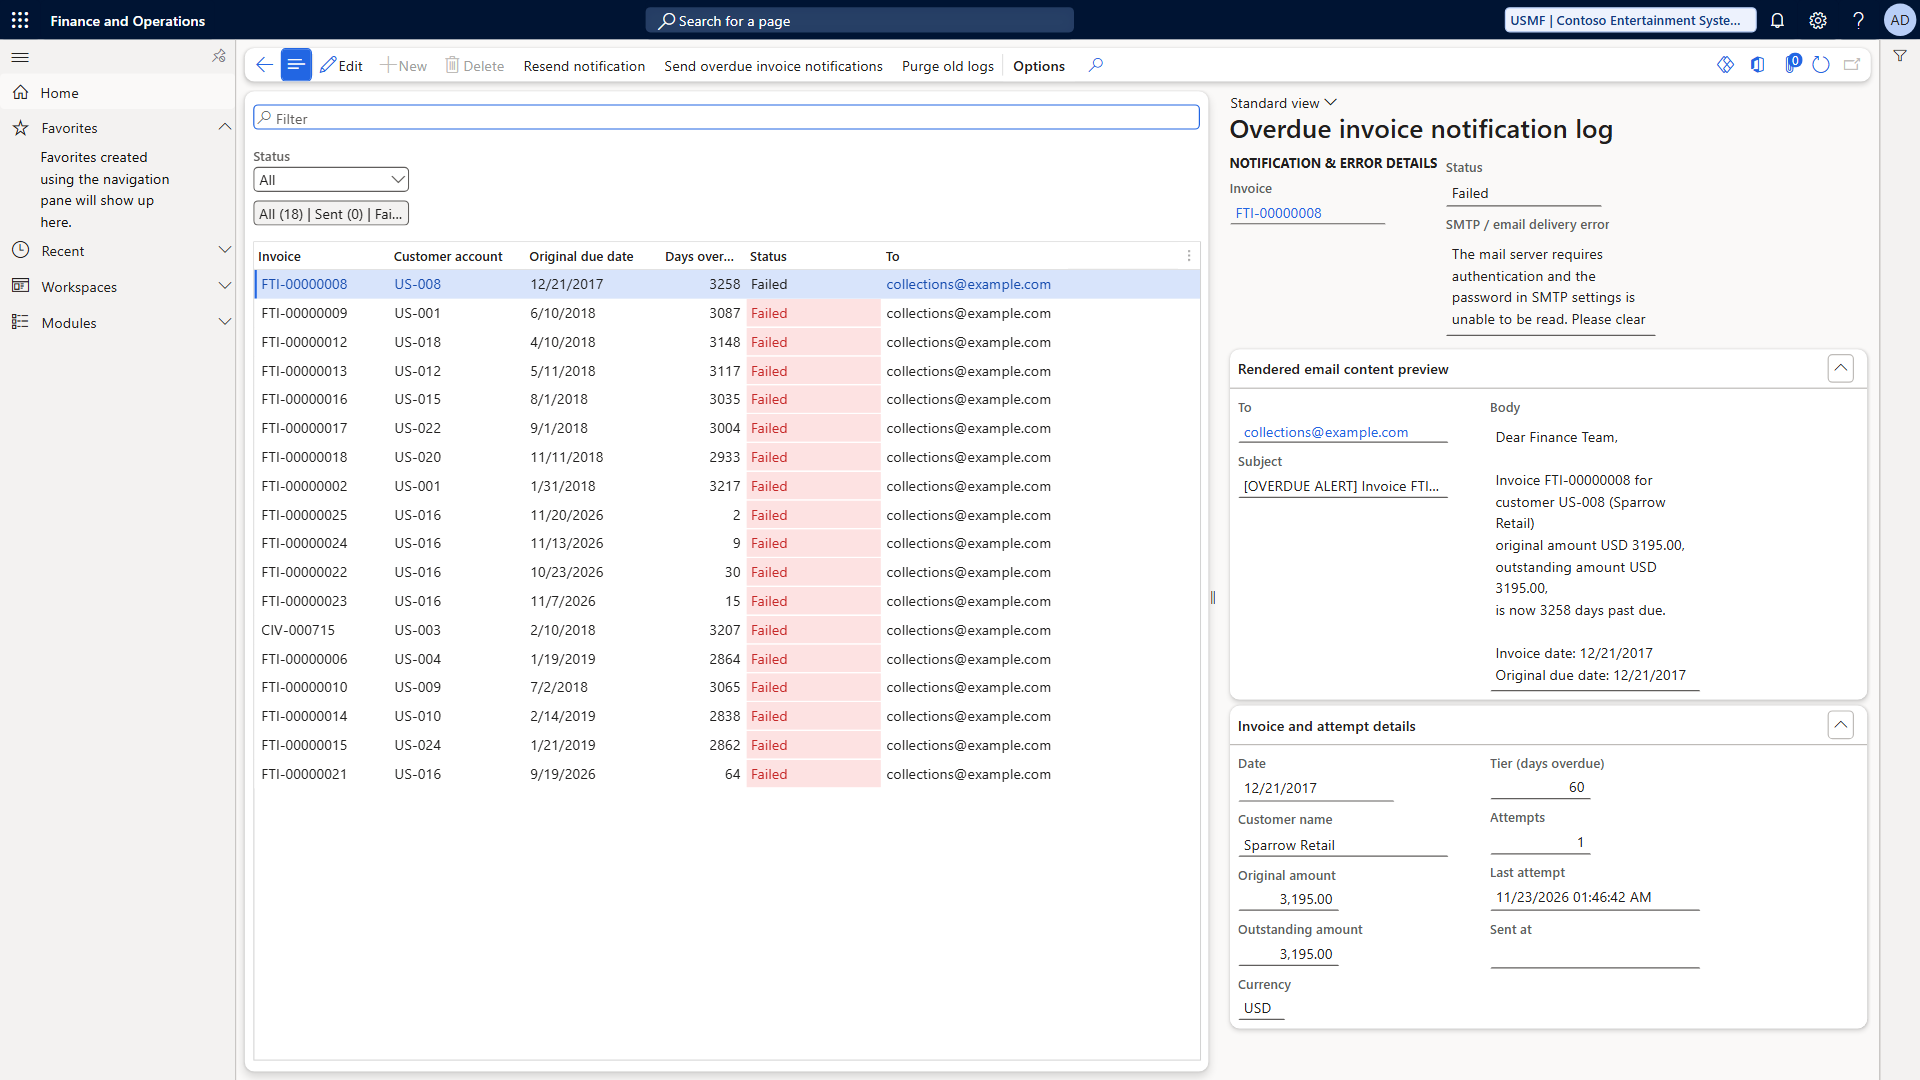 Finance and Operations
Search for a page
USMF | Contoso Entertainment Syste...
AD
Edit
New
Delete
Resend notification
Send overdue invoice notifications
Purge old logs
Options
0
Home
Favorites
Favorites created
using the navigation
pane will show up
here.
Recent
Workspaces
Modules
Filter
Status
All
All (18) | Sent (0) | Fai...
Invoice Customer account Original due date Days over... Status To
FTI-00000008 US-008 12/21/2017 3258 Failed collections@example.com
FTI-00000009 US-001 6/10/2018 3087 Failed collections@example.com
FTI-00000012 US-018 4/10/2018 3148 Failed collections@example.com
FTI-00000013 US-012 5/11/2018 3117 Failed collections@example.com
FTI-00000016 US-015 8/1/2018 3035 Failed collections@example.com
FTI-00000017 US-022 9/1/2018 3004 Failed collections@example.com
FTI-00000018 US-020 11/11/2018 2933 Failed collections@example.com
FTI-00000002 US-001 1/31/2018 3217 Failed collections@example.com
FTI-00000025 US-016 11/20/2026 2 Failed collections@example.com
FTI-00000024 US-016 11/13/2026 9 Failed collections@example.com
FTI-00000022 US-016 10/23/2026 30 Failed collections@example.com
FTI-00000023 US-016 11/7/2026 15 Failed collections@example.com
CIV-000715 US-003 2/10/2018 3207 Failed collections@example.com
FTI-00000006 US-004 1/19/2019 2864 Failed collections@example.com
FTI-00000010 US-009 7/2/2018 3065 Failed collections@example.com
FTI-00000014 US-010 2/14/2019 2838 Failed collections@example.com
FTI-00000015 US-024 1/21/2019 2862 Failed collections@example.com
FTI-00000021 US-016 9/19/2026 64 Failed collections@example.com
Standard view
Overdue invoice notification log
NOTIFICATION & ERROR DETAILS
Invoice
FTI-00000008
Status
Failed
SMTP / email delivery error
The mail server requires
authentication and the
password in SMTP settings is
unable to be read. Please clear
Rendered email content preview
To
collections@example.com
Subject
[OVERDUE ALERT] Invoice FTI...
Body
Dear Finance Team,
Invoice FTI-00000008 for
customer US-008 (Sparrow
Retail)
original amount USD 3195.00,
outstanding amount USD
3195.00,
is now 3258 days past due.
Invoice date: 12/21/2017
Original due date: 12/21/2017
Invoice and attempt details
Date
12/21/2017
Customer name
Sparrow Retail
Original amount
3,195.00
Outstanding amount
3,195.00
Currency
USD
Tier (days overdue)
60
Attempts
1
Last attempt
11/23/2026 01:46:42 AM
Sent at